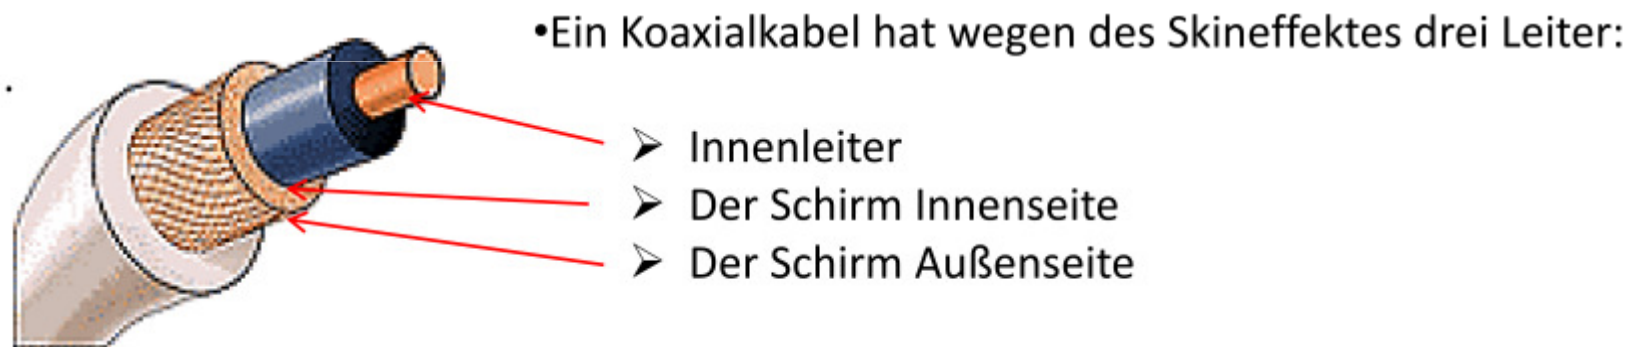 •Ein Koaxialkabel hat wegen des Skineffektes drei Leiter:
➢ Innenleiter
➢ Der Schirm Innenseite
➢ Der Schirm Außenseite